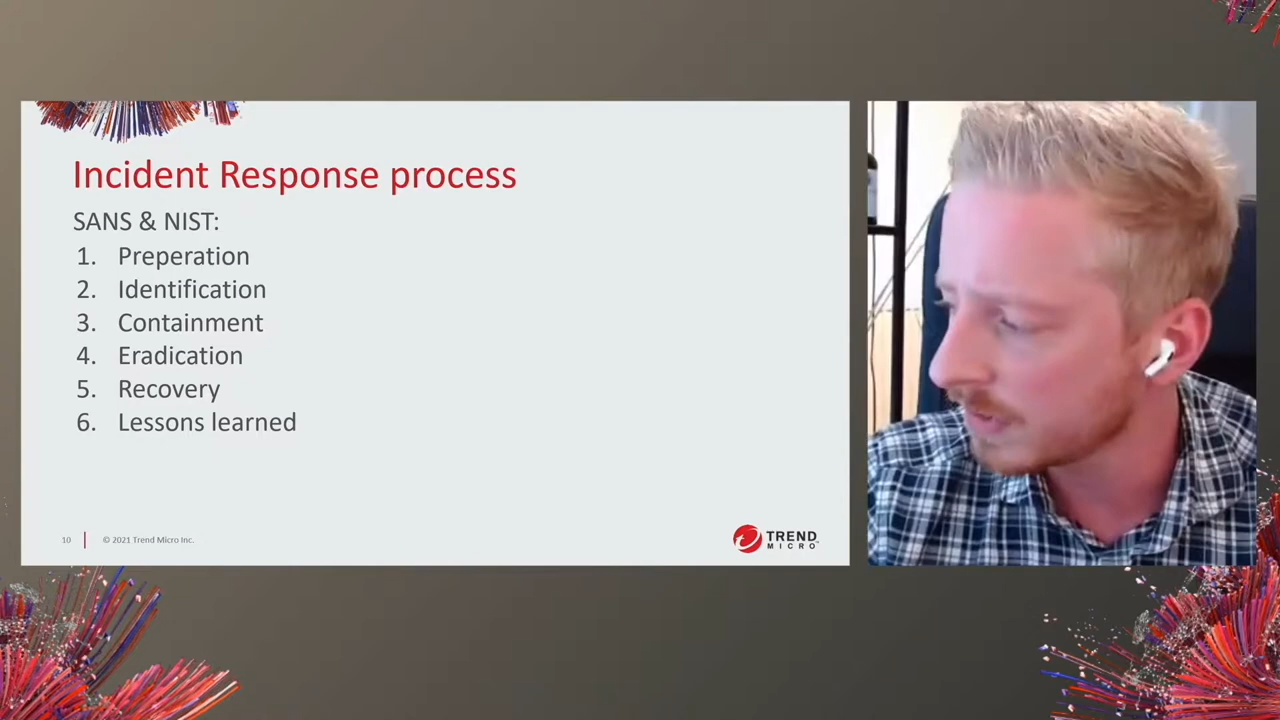 Incident Response process
SANS & NIST:
1. Preperation
2. Identification
3. Containment
4. Eradication
5. Recovery
6. Lessons learned
10 © 2021 Trend Micro Inc.
TREND
MICRO